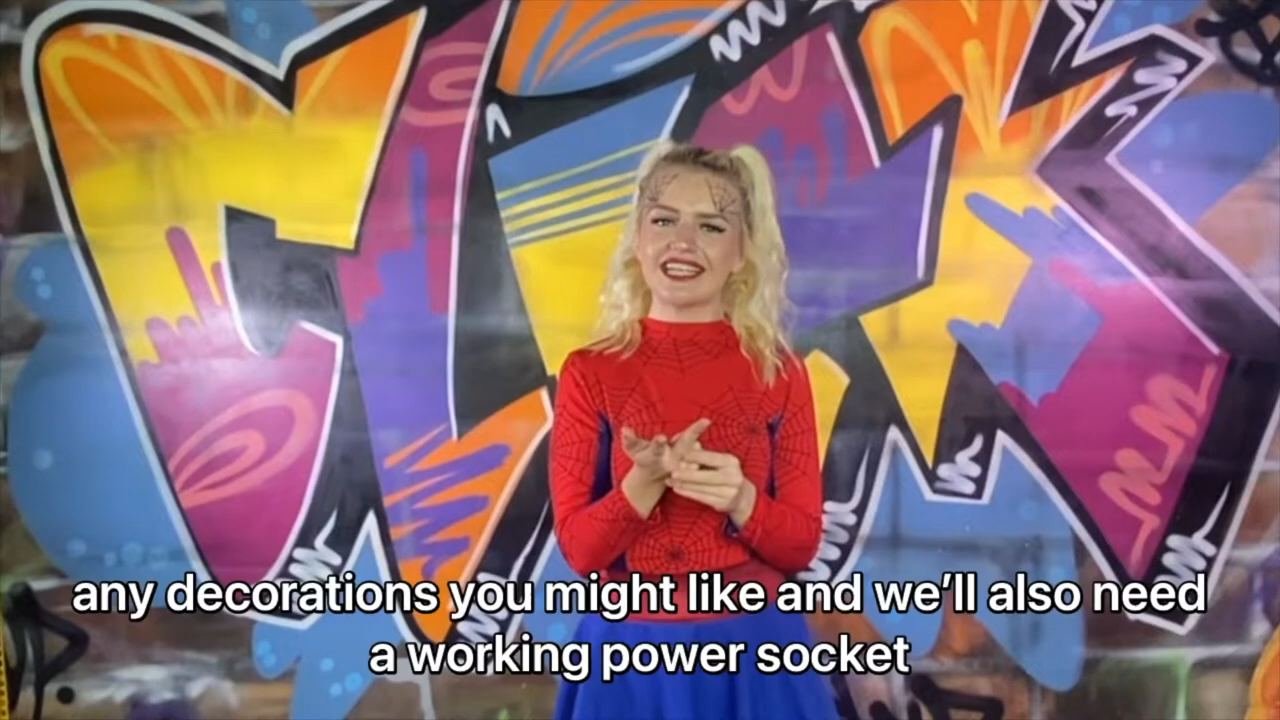 any decorations you might like and we'll also need
a working power socket